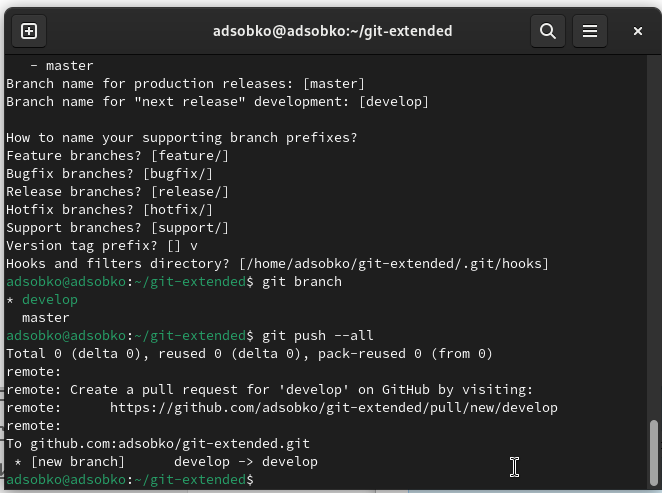 adsobko@adsobko:~/git-extended
   - master
Branch name for production releases: [master]
Branch name for "next release" development: [develop]

How to name your supporting branch prefixes?
Feature branches? [feature/]
Bugfix branches? [bugfix/]
Release branches? [release/]
Hotfix branches? [hotfix/]
Support branches? [support/]
Version tag prefix? [] v
Hooks and filters directory? [/home/adsobko/git-extended/.git/hooks]
adsobko@adsobko:~/git-extended$ git branch
* develop
  master
adsobko@adsobko:~/git-extended$ git push --all
Total 0 (delta 0), reused 0 (delta 0), pack-reused 0 (from 0)
remote:
remote: Create a pull request for 'develop' on GitHub by visiting:
remote:      https://github.com/adsobko/git-extended/pull/new/develop
remote:
To github.com:adsobko/git-extended.git
 * [new branch]      develop -> develop
adsobko@adsobko:~/git-extended$